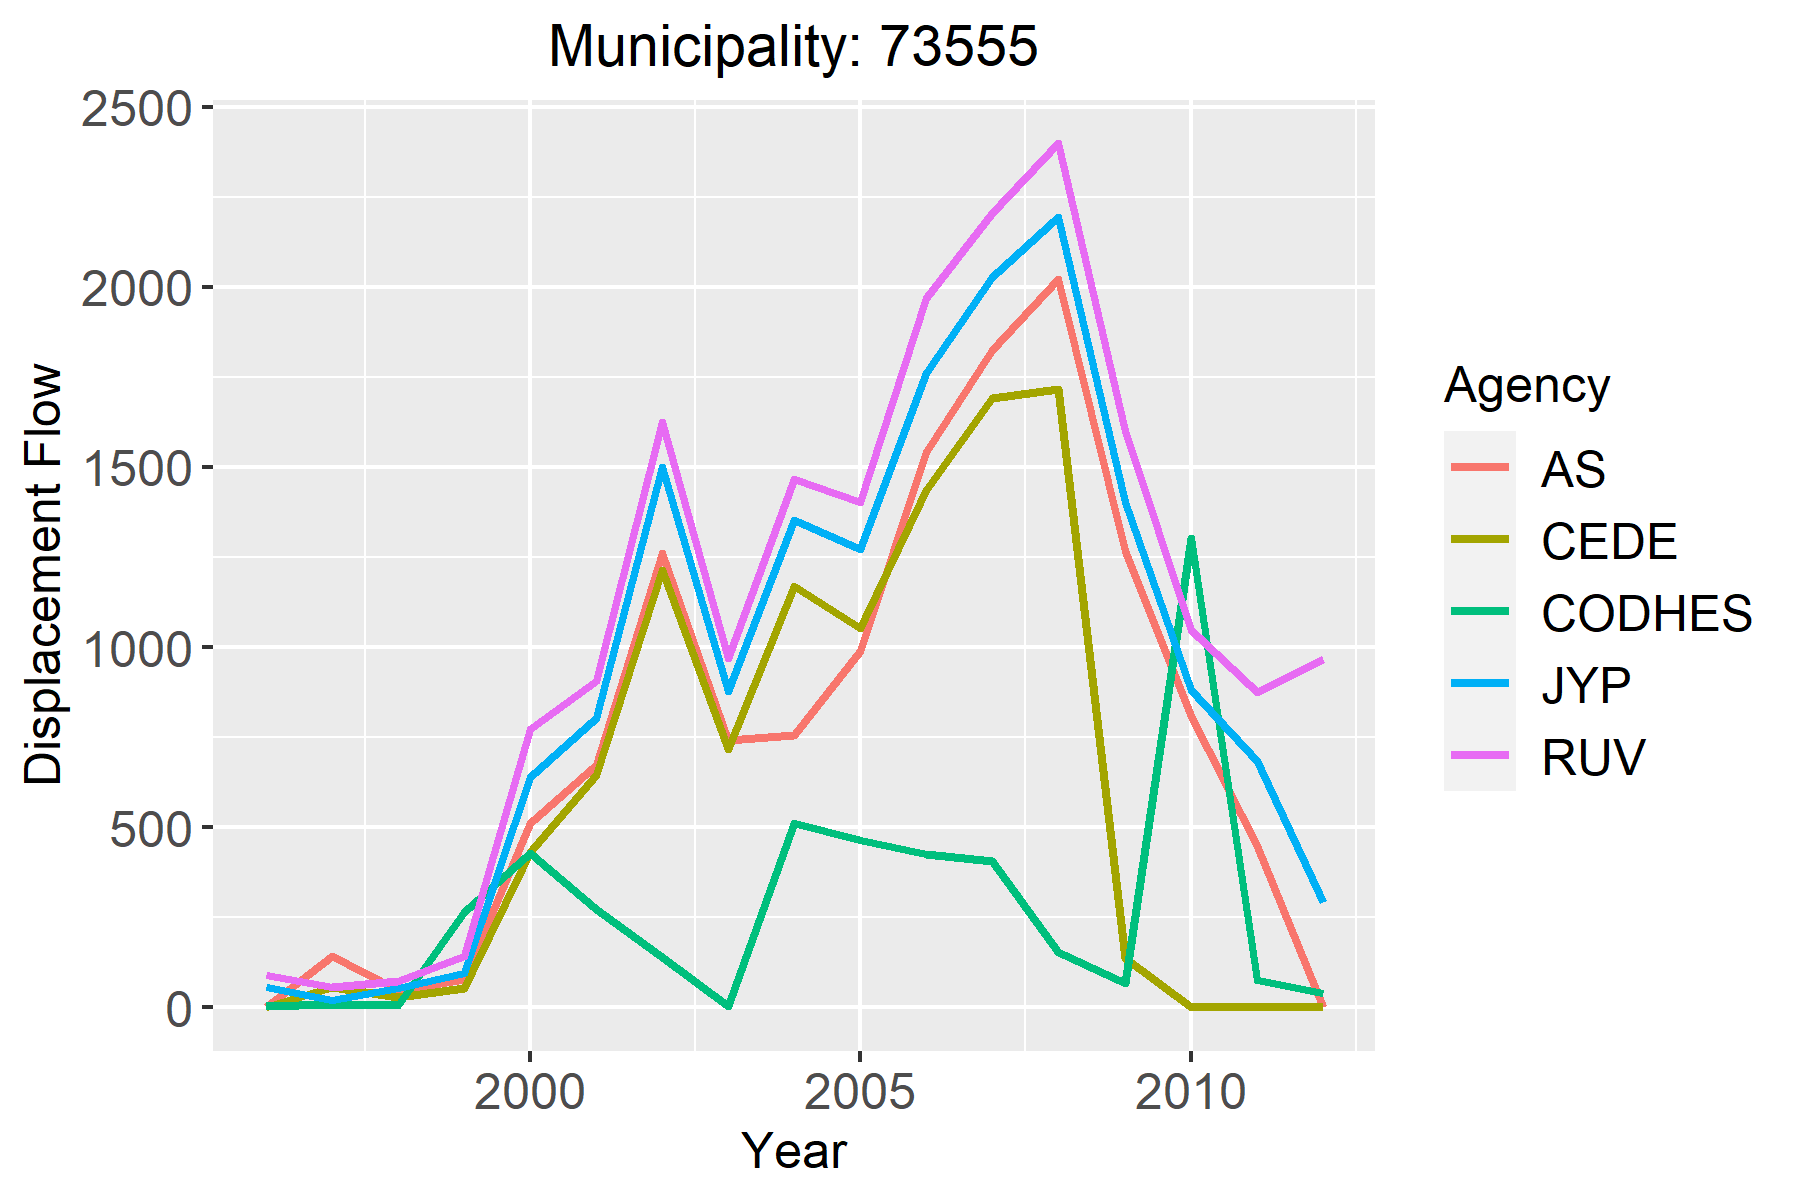 Municipality: 73555
2500
2000
1500
1000
500
0
Displacement Flow
2000 2005 2010
Year
Agency
AS
CEDE
CODHES
JYP
RUV